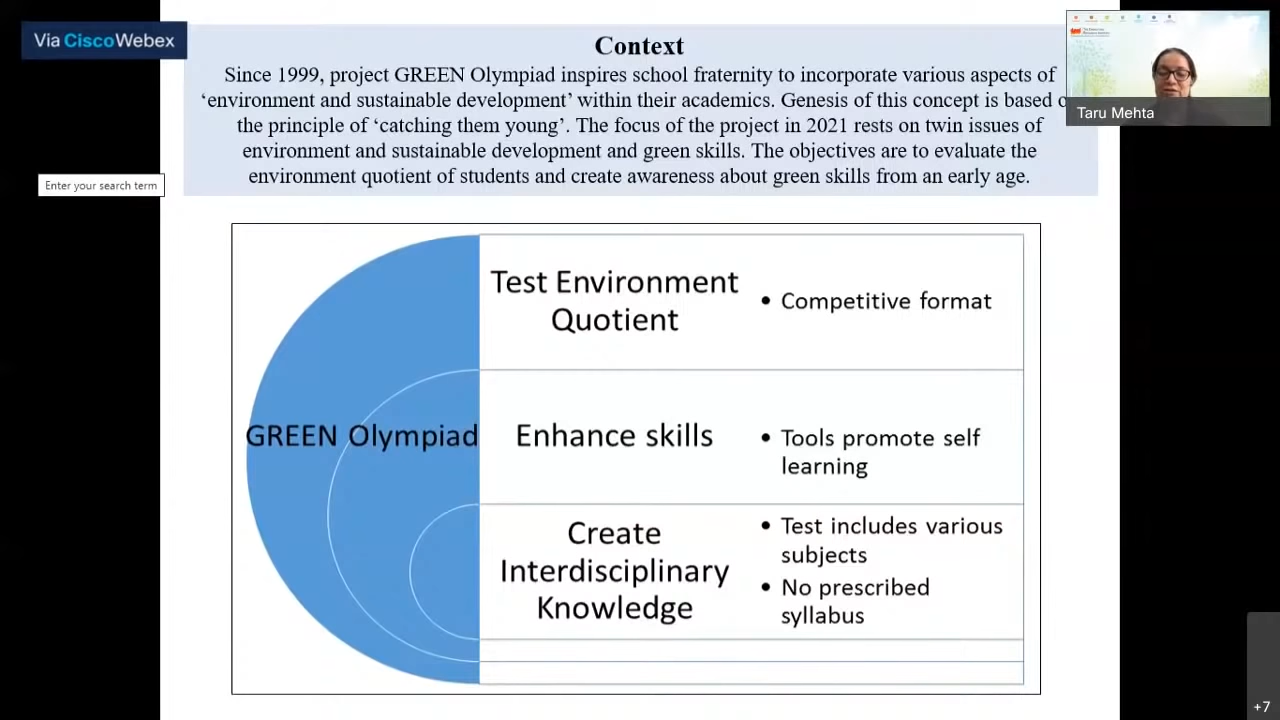 Via CiscoWebex
Context
Since 1999, project GREEN Olympiad inspires school fraternity to incorporate various aspects of
‘environment and sustainable development’ within their academics. Genesis of this concept is based
the principle of ‘catching them young’. The focus of the project in 2021 rests on twin issues of
environment and sustainable development and green skills. The objectives are to evaluate the
environment quotient of students and create awareness about green skills from an early age.
Taru Mehta
Enter your search term
GREEN Olympiad
Test Environment
Quotient
• Competitive format
Enhance skills
• Tools promote self
learning
Create
Interdisciplinary
Knowledge
• Test includes various
subjects
• No prescribed
syllabus
+7